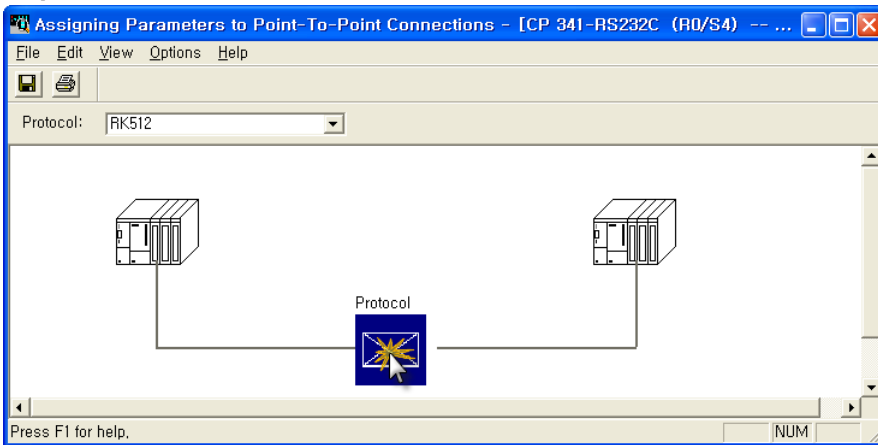 Assigning Parameters to Point-To-Point Connections - [CP 341-RS232C (R0/S4) -- ...
File Edit View Options Help
Protocol: RK512
Protocol
Press F1 for help, NUM